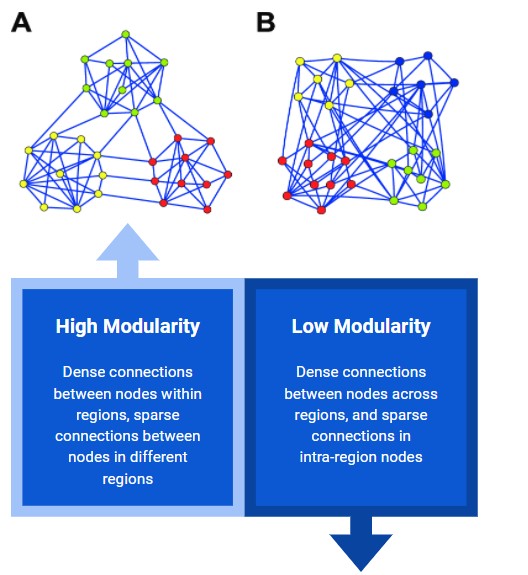 A
B
High Modularity
Dense connections
between nodes within
regions, sparse
connections between
nodes in different
regions
Low Modularity
Dense connections
between nodes across
regions, and sparse
connections in
intra-region nodes